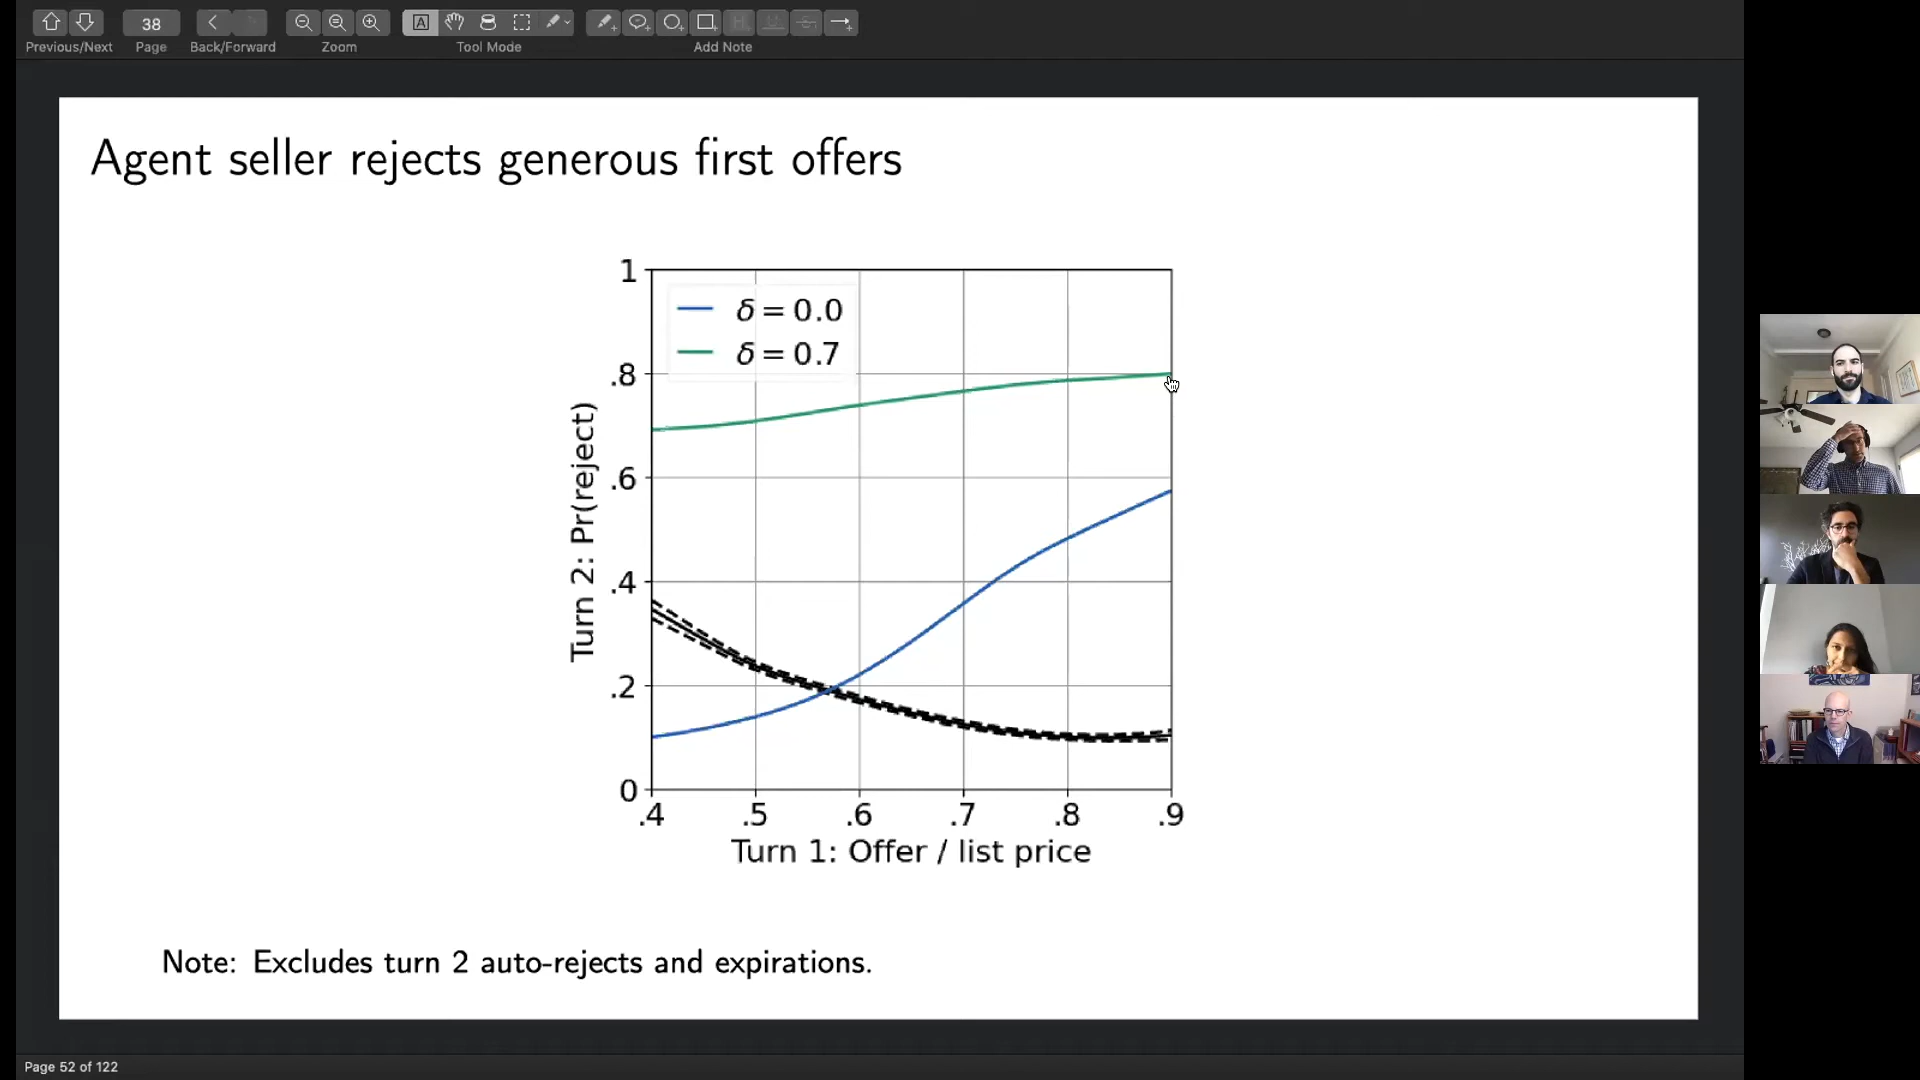 38
A
Previous/Next
Page
Back/Forward
Zoom
Tool Mode
Add Note
Agent seller rejects generous first offers
1
.8
.6
.4
.2
0
δ = 0.0
δ = 0.7
Turn 2: Pr(reject)
.4 .5 .6 .7 .8 .9
Turn 1: Offer / list price
Note: Excludes turn 2 auto-rejects and expirations.
Page 52 of 122